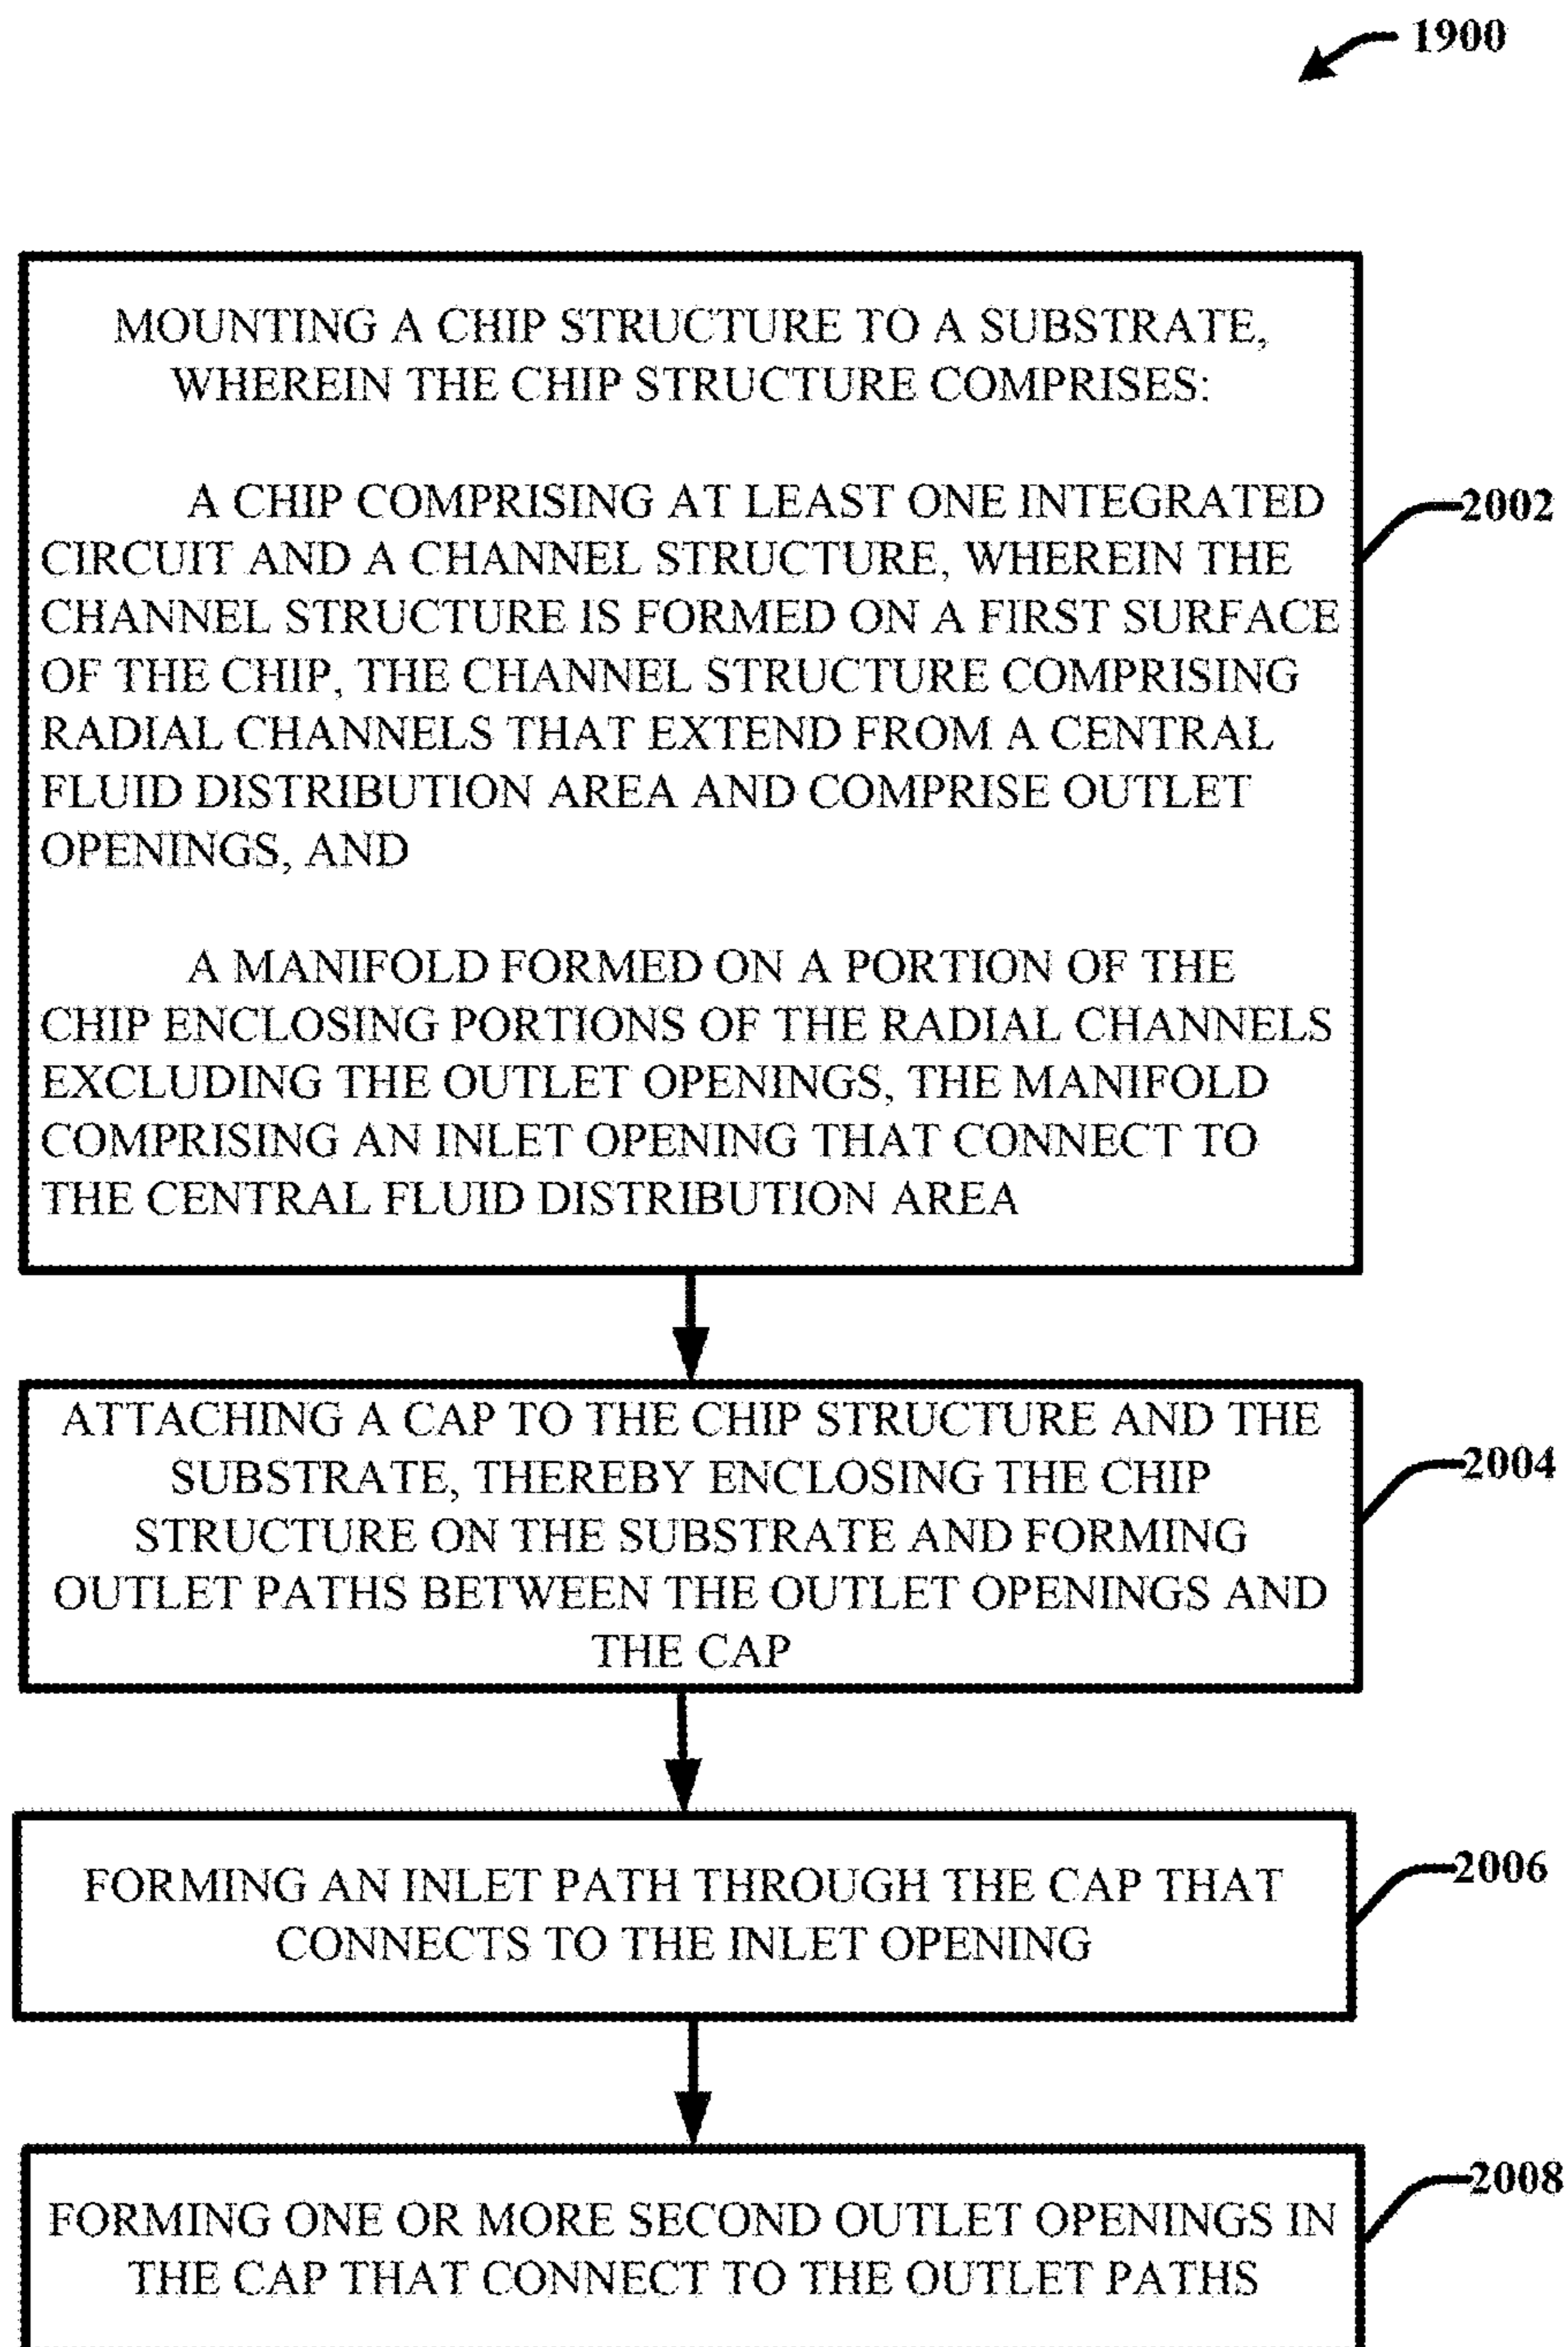 1900
MOUNTING A CHIP STRUCTURE TO A SUBSTRATE,
WHEREIN THE CHIP STRUCTURE COMPRISES:
A CHIP COMPRISING AT LEAST ONE INTEGRATED
CIRCUIT AND A CHANNEL STRUCTURE, WHEREIN THE
CHANNEL STRUCTURE IS FORMED ON A FIRST SURFACE
OF THE CHIP, THE CHANNEL STRUCTURE COMPRISING
RADIAL CHANNELS THAT EXTEND FROM A CENTRAL
FLUID DISTRIBUTION AREA AND COMPRISE OUTLET
OPENINGS, AND
A MANIFOLD FORMED ON A PORTION OF THE
CHIP ENCLOSING PORTIONS OF THE RADIAL CHANNELS
EXCLUDING THE OUTLET OPENINGS, THE MANIFOLD
COMPRISING AN INLET OPENING THAT CONNECT TO
THE CENTRAL FLUID DISTRIBUTION AREA
2002
ATTACHING A CAP TO THE CHIP STRUCTURE AND THE
SUBSTRATE, THEREBY ENCLOSING THE CHIP
STRUCTURE ON THE SUBSTRATE AND FORMING
OUTLET PATHS BETWEEN THE OUTLET OPENINGS AND
THE CAP
2004
FORMING AN INLET PATH THROUGH THE CAP THAT
CONNECTS TO THE INLET OPENING
2006
FORMING ONE OR MORE SECOND OUTLET OPENINGS IN
THE CAP THAT CONNECT TO THE OUTLET PATHS
2008